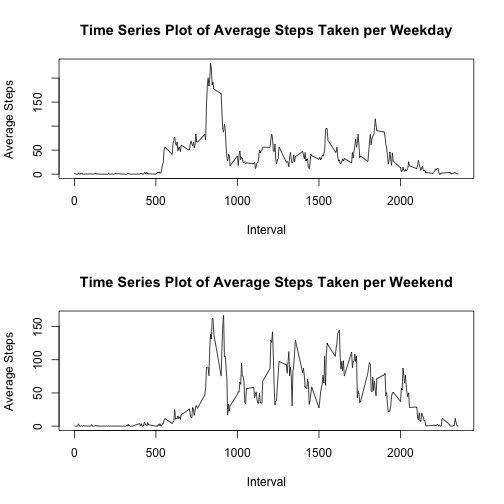 Time Series Plot of Average Steps Taken per Weekday
Average Steps
150
50
0
0 500 1000 1500 2000
Interval
Time Series Plot of Average Steps Taken per Weekend
Average Steps
150
100
50
0
0 500 1000 1500 2000
Interval